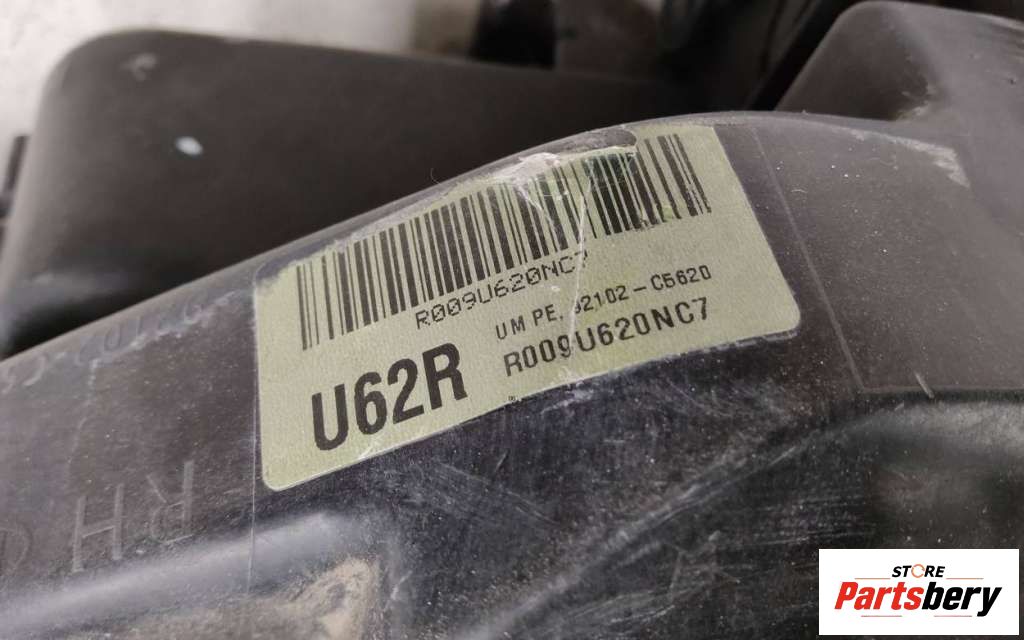 R009U620NC7
UM PE, 92102-C5620
U62R
R009U620NC7
RH
STORE
Partsbery